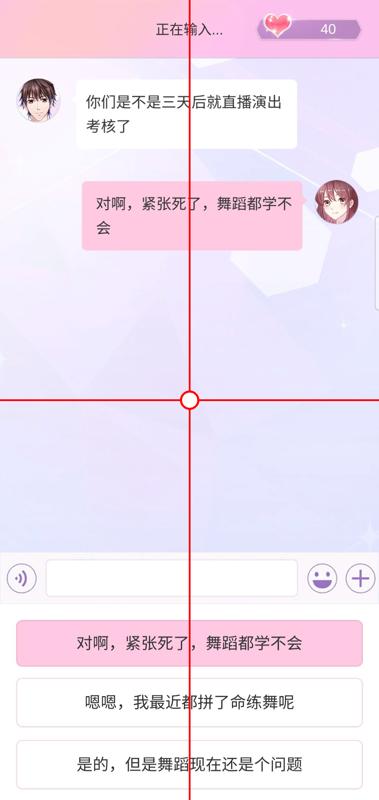 正在输入...
40
你们是不是三天后就直播演出
考核了
对啊，紧张死了，舞蹈都学不
会
对啊，紧张死了，舞蹈都学不会
嗯嗯，我最近都拼了命练舞呢
是的，但是舞蹈现在还是个问题